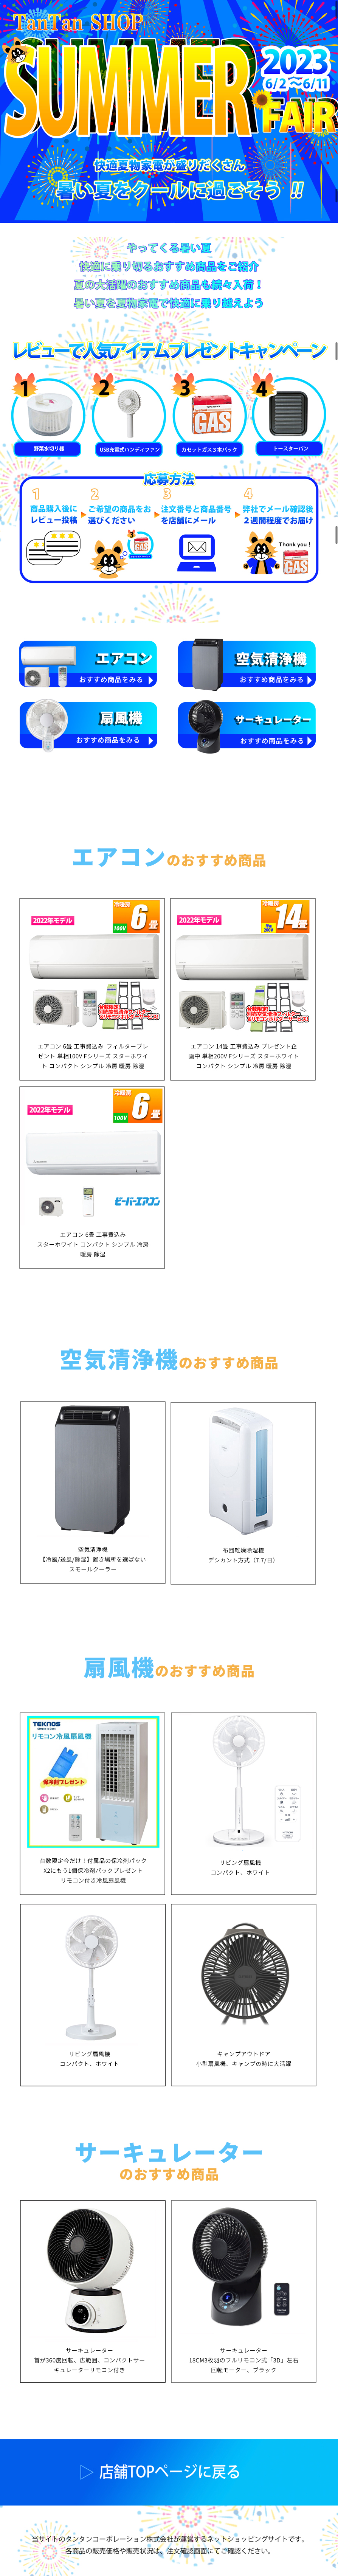 TanTan SHOP
SUMMER
2023
6/2〜6/11
FAIR
快適夏物家電が盛りだくさん
暑い夏をクールに過ごそう !!
やってくる暑い夏
快適に乗り切るおすすめ商品をご紹介
夏の大活躍のおすすめ商品も続々入荷！
暑い夏を夏物家電で快適に乗り越えよう
レビューで人気アイテムプレゼントキャンペーン
1
2
3
4
GAS
野菜水切り器
USB充電式ハンディファン
カセットガス３本パック
トースターパン
応募方法
1
商品購入後に
レビュー投稿
2
ご希望の商品をお
選びください
3
GAS
3
注文番号と商品番号
を店舗にメール
4
弊社でメール確認後
２週間程度でお届け
Thank you !
GAS
エアコン
おすすめ商品をみる
空気清浄機
おすすめ商品をみる
扇風機
おすすめ商品をみる
サーキュレーター
おすすめ商品をみる
エアコンのおすすめ商品
2022年モデル
冷暖房
6畳
100V
エアコン 6畳 工事費込み フィルタープレ
ゼント 単相100V Fシリーズ スターホワイ
ト コンパクト シンプル 冷房 暖房 除湿
2022年モデル
冷暖房
14畳
200V
エアコン 14畳 工事費込み プレゼント企
画中 単相200V Fシリーズ スターホワイト
コンパクト シンプル 冷房 暖房 除湿
2022年モデル
冷暖房
6畳
100V
ビーバーエアコン
エアコン 6畳 工事費込み
スターホワイト コンパクト シンプル 冷房
暖房 除湿
空気清浄機のおすすめ商品
空気清浄機
【冷風/送風/除湿】置き場所を選ばない
スモールクーラー
布団乾燥除湿機
デシカント方式（7.7/日）
扇風機のおすすめ商品
TEKNOS
リモコン冷風扇風機
保冷剤プレゼント
台数限定今だけ！付属品の保冷剤パック
X2にもう1個保冷剤パックプレゼント
リモコン付き冷風扇風機
リビング扇風機
コンパクト、ホワイト
リビング扇風機
コンパクト、ホワイト
キャンプアウトドア
小型扇風機、キャンプの時に大活躍
サーキュレーター
のおすすめ商品
サーキュレーター
首が360度回転、広範囲、コンパクトサー
キュレーターリモコン付き
サーキュレーター
18CM3枚羽のフルリモコン式「3D」左右
回転モーター、ブラック
▷ 店舗TOPページに戻る
当サイトのタンタンコーポレーション株式会社が運営するネットショッピングサイトです。
各商品の販売価格や販売状況は、注文確認画面にてご確認ください。